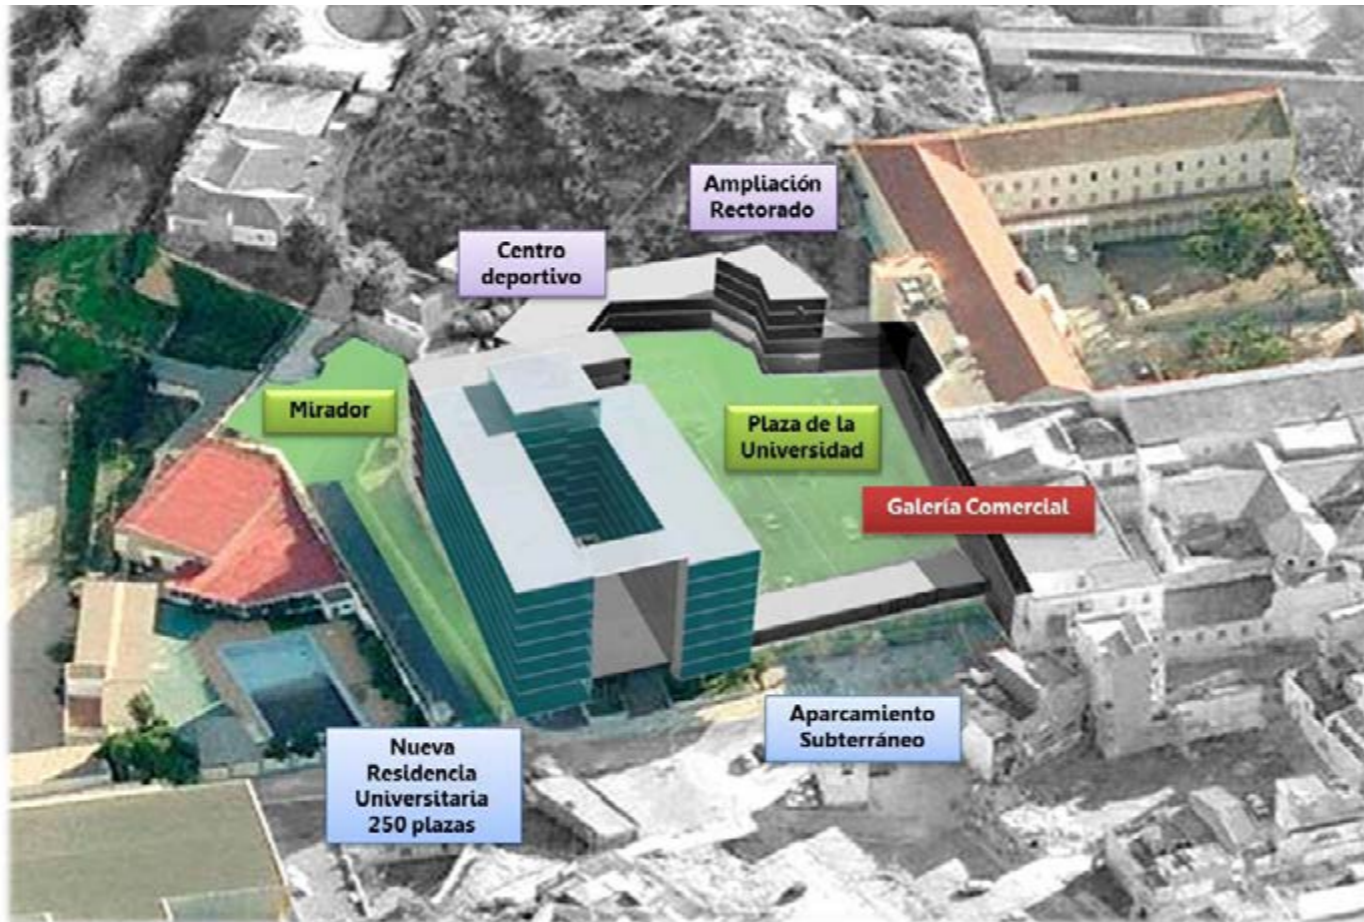 Ampliación
Rectorado
Centro
deportivo
Mirador
Plaza de la
Universidad
Galería Comercial
Aparcamiento
Subterráneo
Nueva
Residencia
Universitaria
250 plazas